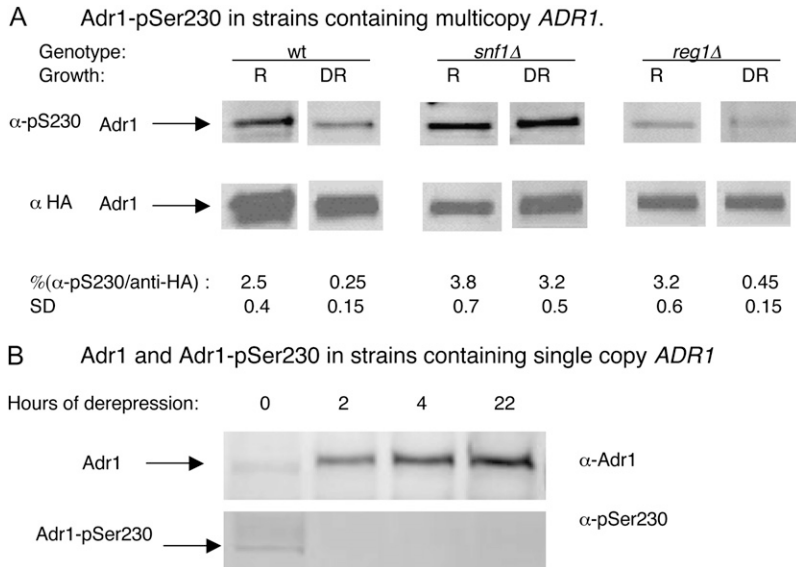 A Adr1-pSer230 in strains containing multicopy ADR1.
Genotype: wt snf1Δ reg1Δ
Growth: R DR R DR R DR
α-pS230 Adr1
α HA Adr1
%(α-pS230/anti-HA) : 2.5 0.25 3.8 3.2 3.2 0.45
SD 0.4 0.15 0.7 0.5 0.6 0.15
B Adr1 and Adr1-pSer230 in strains containing single copy ADR1
Hours of derepression: 0 2 4 22
Adr1 α-Adr1
Adr1-pSer230 α-pSer230